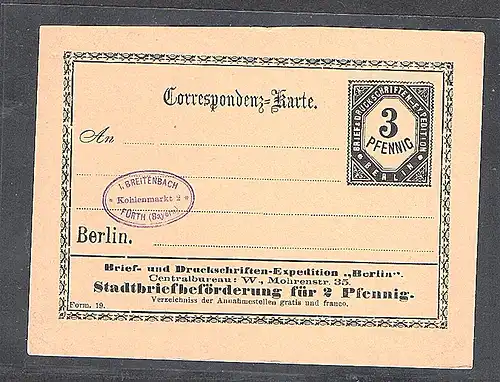 Correspondenz-Karte.
BRIEF & DRUCKSCHRIFTEN-EXPEDITION
3
PFENNIG
BERLIN
An
I. BREITENBACH
* Kohlenmarkt 2 *
FÜRTH (Bayern)
Berlin.
Brief- und Druckschriften-Expedition „Berlin“.
Centralbureau: W., Mohrenstr. 35.
Stadtbriefbeförderung für 2 Pfennig.
Verzeichniss der Annahmestellen gratis und franco.
Form. 19.